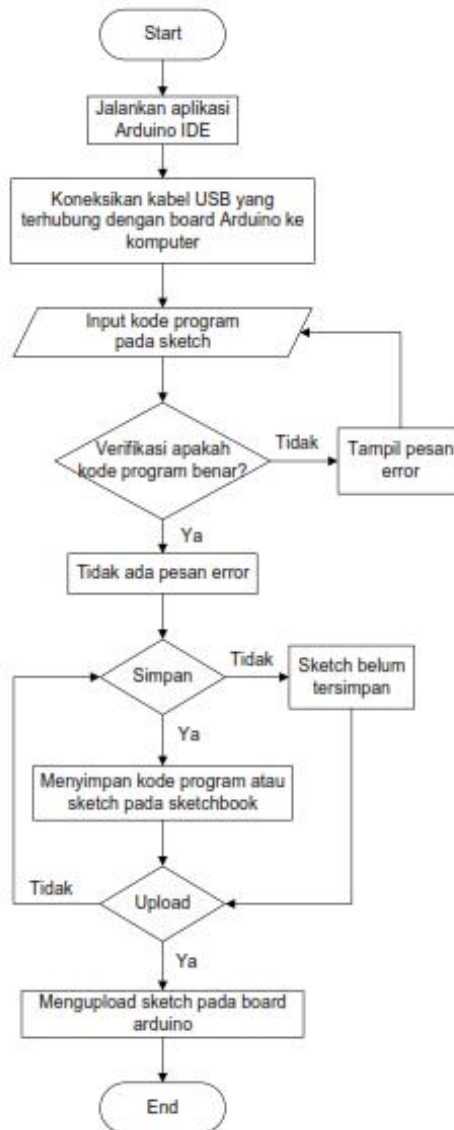 Start
Jalankan aplikasi
Arduino IDE
Koneksikan kabel USB yang
terhubung dengan board Arduino ke
komputer
Input kode program
pada sketch
Verifikasi apakah
kode program benar?
Tidak
Tampil pesan
error
Ya
Tidak ada pesan error
Simpan
Tidak
Sketch belum
tersimpan
Ya
Menyimpan kode program atau
sketch pada sketchbook
Tidak
Upload
Ya
Mengupload sketch pada board
arduino
End